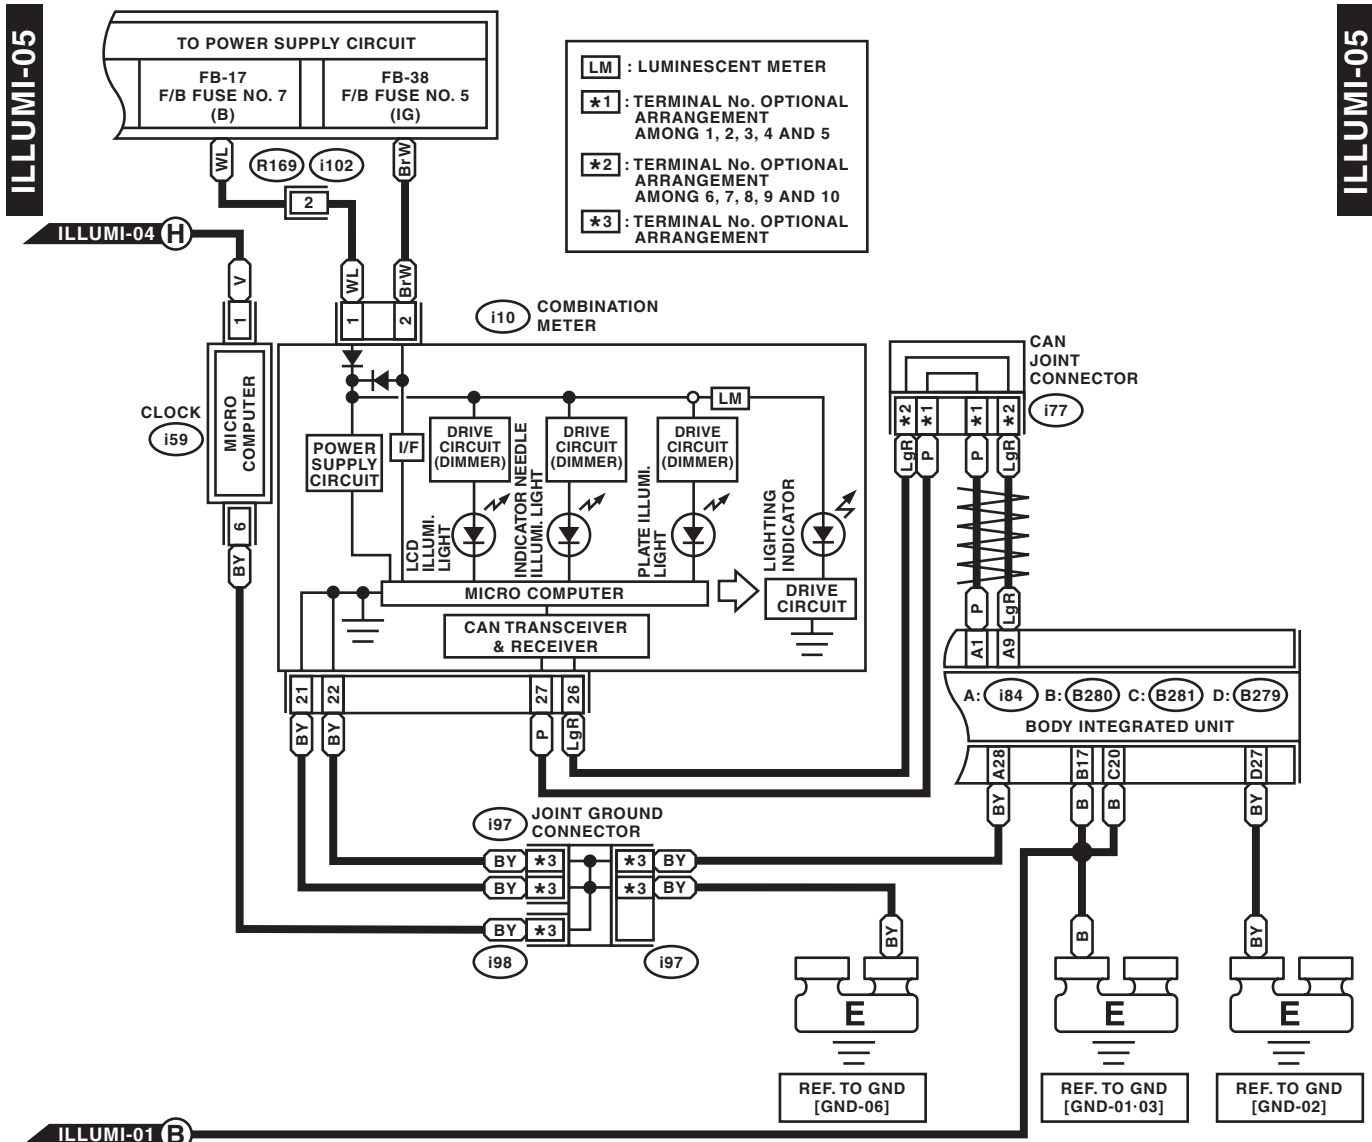 ILLUMI-05
ILLUMI-05
TO POWER SUPPLY CIRCUIT
FB-17
F/B FUSE NO. 7
(B)
FB-38
F/B FUSE NO. 5
(IG)
LM : LUMINESCENT METER
*1 : TERMINAL No. OPTIONAL
ARRANGEMENT
AMONG 1, 2, 3, 4 AND 5
*2 : TERMINAL No. OPTIONAL
ARRANGEMENT
AMONG 6, 7, 8, 9 AND 10
*3 : TERMINAL No. OPTIONAL
ARRANGEMENT
WL
R169
i102
BrW
2
ILLUMI-04 H
V
WL
BrW
1
1
2
i10
COMBINATION
METER
CLOCK
i59
MICRO
COMPUTER
6
BY
POWER
SUPPLY
CIRCUIT
I/F
DRIVE
CIRCUIT
(DIMMER)
DRIVE
CIRCUIT
(DIMMER)
DRIVE
CIRCUIT
(DIMMER)
LM
LCD
ILLUMI.
LIGHT
INDICATOR NEEDLE
ILLUMI. LIGHT
PLATE ILLUMI.
LIGHT
LIGHTING
INDICATOR
MICRO COMPUTER
DRIVE
CIRCUIT
CAN TRANSCEIVER
& RECEIVER
CAN
JOINT
CONNECTOR
i77
*2
*1
*1
*2
LgR
P
P
LgR
P
LgR
A1
A9
A: i84 B: B280 C: B281 D: B279
BODY INTEGRATED UNIT
A28
B17
C20
D27
BY
B
B
BY
21
22
27
26
BY
BY
P
LgR
i97
JOINT GROUND
CONNECTOR
BY *3
*3 BY
BY *3
*3 BY
BY *3
i98
i97
BY
B
BY
E
E
E
REF. TO GND
[GND-06]
REF. TO GND
[GND-01·03]
REF. TO GND
[GND-02]
ILLUMI-01 B